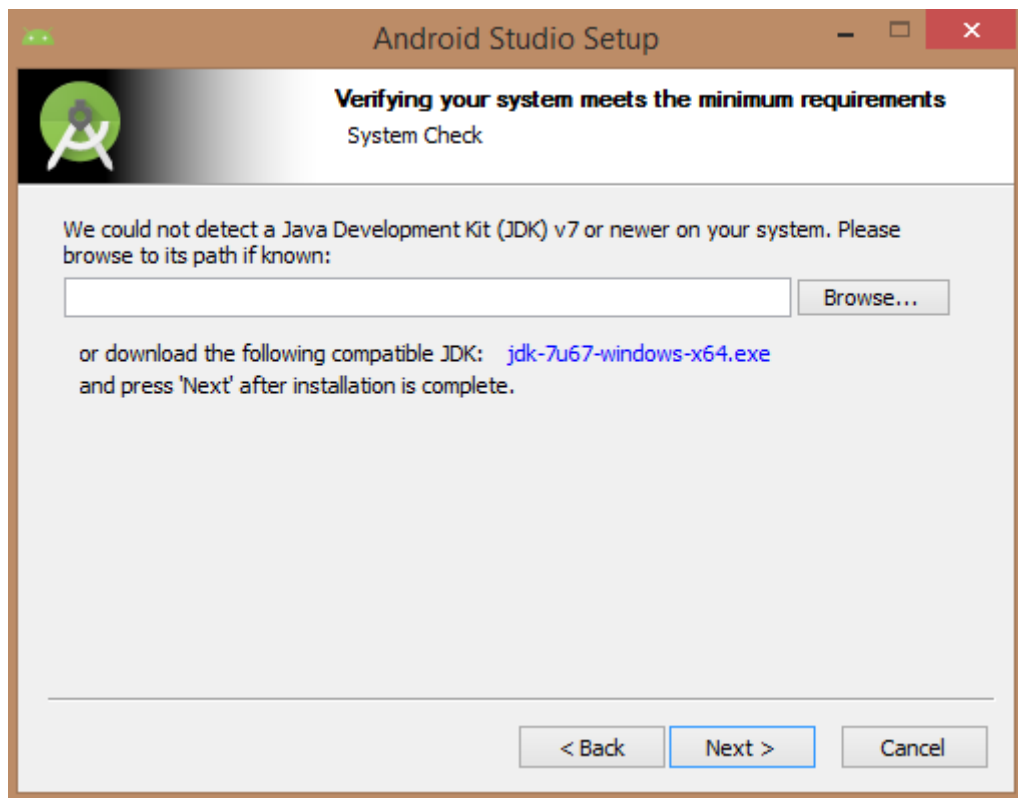 Android Studio Setup
Verifying your system meets the minimum requirements
System Check
We could not detect a Java Development Kit (JDK) v7 or newer on your system. Please
browse to its path if known:
Browse...
or download the following compatible JDK: jdk-7u67-windows-x64.exe
and press 'Next' after installation is complete.
< Back Next > Cancel